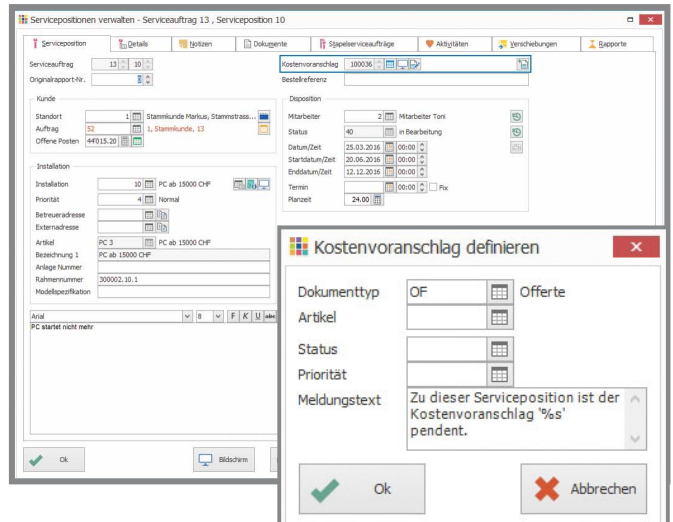 Servicepositionen verwalten - Serviceauftrag 13 , Serviceposition 10
Serviceposition Details Notizen Dokumente Stapelserviceaufträge Aktivitäten Verschiebungen Rapporte
Serviceauftrag 13 10
Originalrapport-Nr. 0
Kostenvoranschlag 100036
Bestellreferenz
Kunde
Standort 1 Stammkunde Markus, Stammstrass...
Auftrag 52 1, Stammkunde, 13
Offene Posten 44'015.20
Disposition
Mitarbeiter 2 Mitarbeiter Toni
Status 40 in Bearbeitung
Datum/Zeit 25.03.2016 00:00
Startdatum/Zeit 20.06.2016 00:00
Enddatum/Zeit 12.12.2016 00:00
Termin 00:00 Fix
Planzeit 24.00
Installation
Installation 10 PC ab 15000 CHF
Priorität 4 Normal
Betreueradresse
Externadresse
Artikel PC 3 PC ab 15000 CHF
Bezeichnung 1 PC ab 15000 CHF
Anlage Nummer
Rahmennummer 300002.10.1
Modellspezifikation
Arial 8 F K U abc
PC startet nicht mehr
Ok Bildschirm
Kostenvoranschlag definieren
Dokumenttyp OF Offerte
Artikel
Status
Priorität
Meldungstext Zu dieser Serviceposition ist der
Kostenvoranschlag '%s'
pendent.
Ok Abbrechen